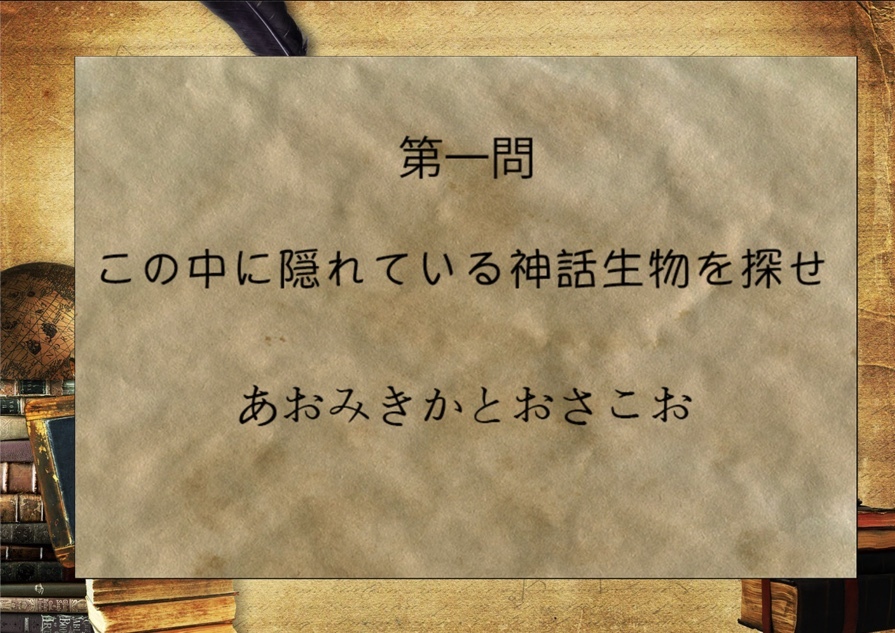 第一問
この中に隠れている神話生物を探せ
あおみきかとおさこお